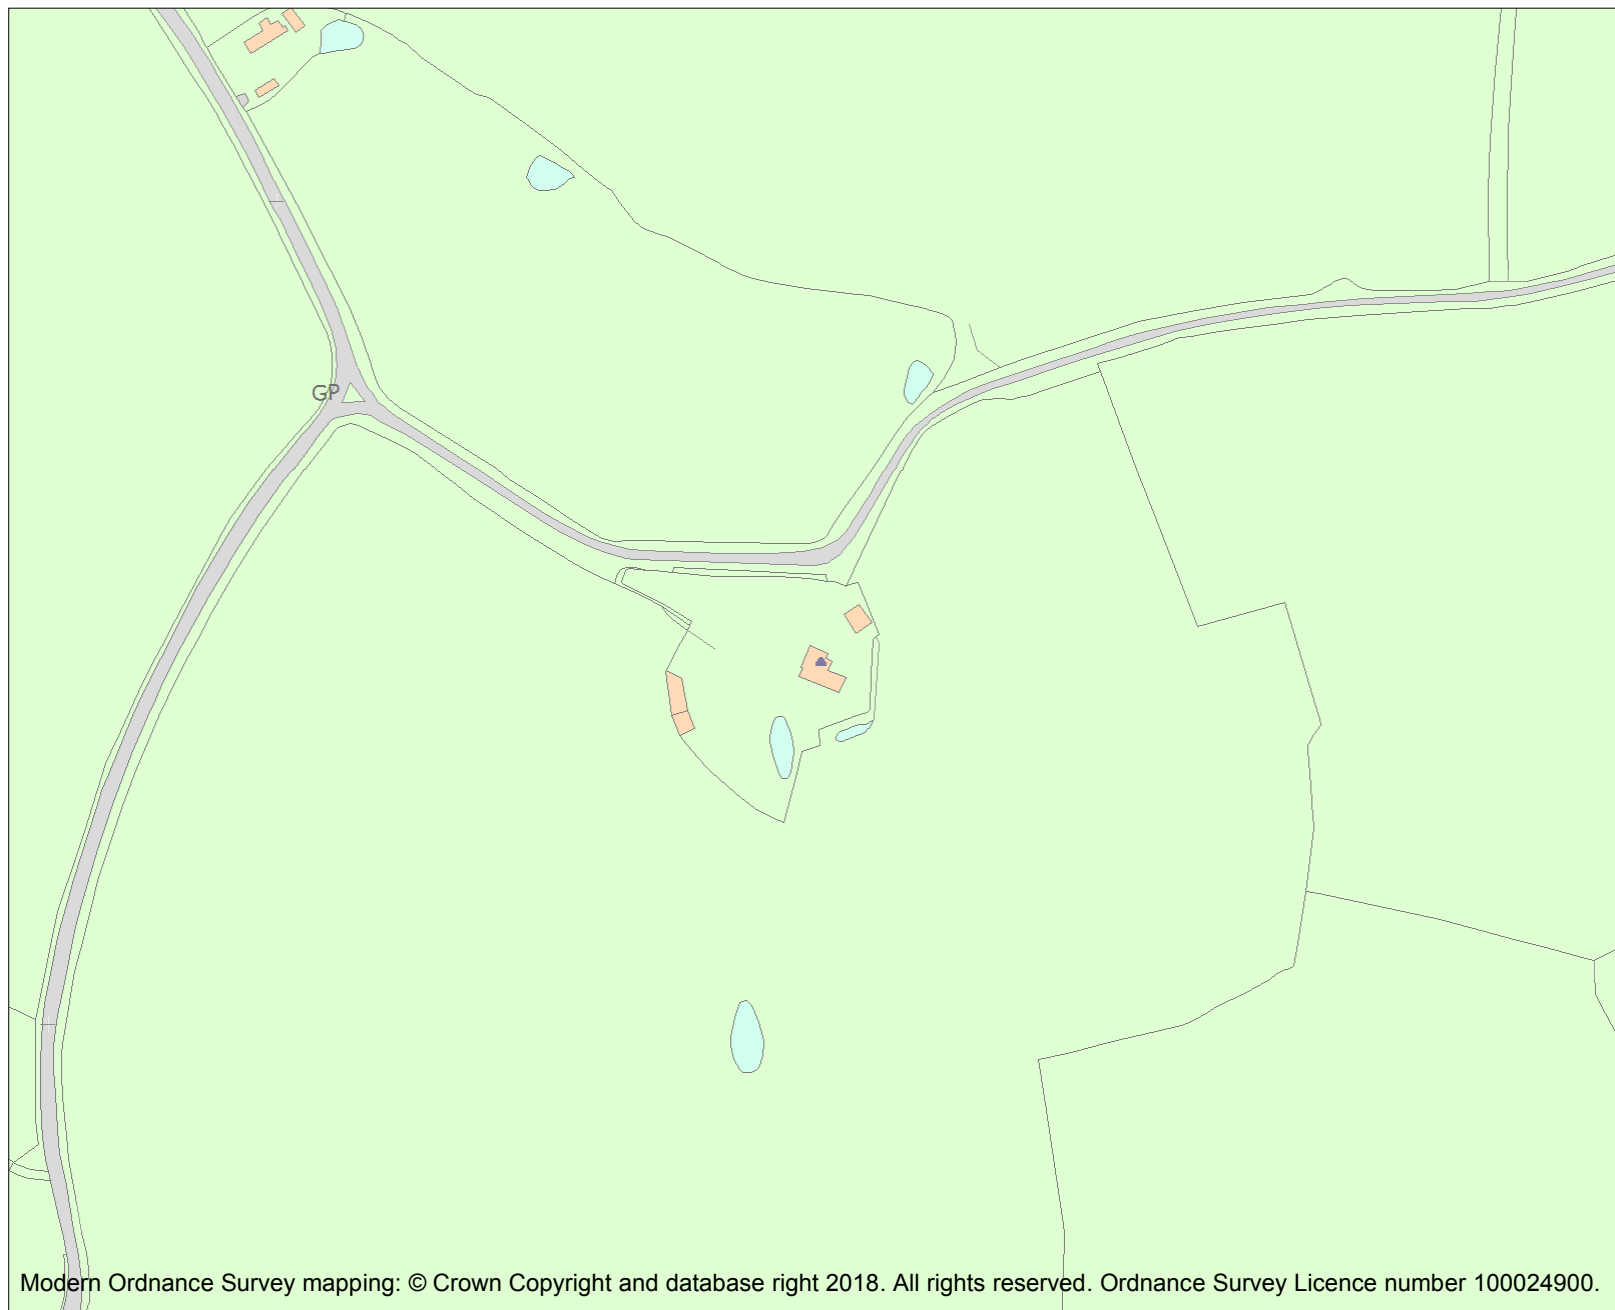 GP
Modern Ordnance Survey mapping: © Crown Copyright and database right 2018. All rights reserved. Ordnance Survey Licence number 100024900.